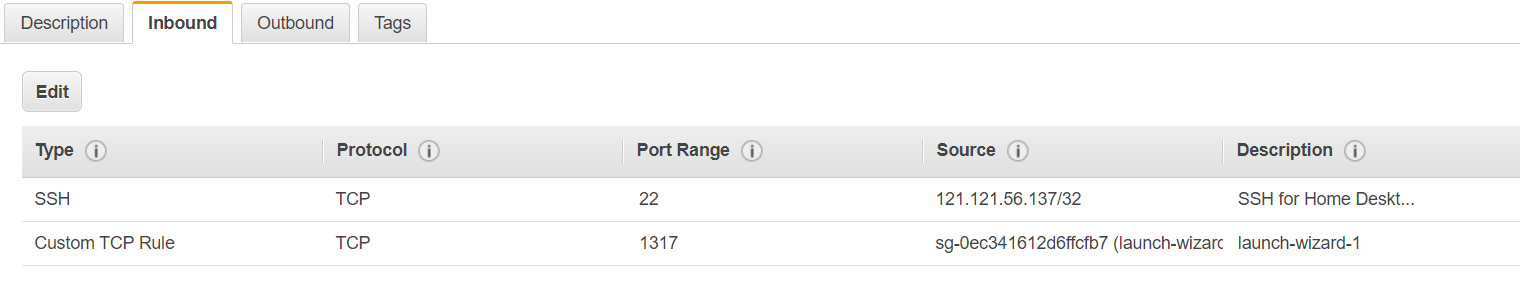 Description Inbound Outbound Tags
Edit
Type Protocol Port Range Source Description
SSH TCP 22 121.121.56.137/32 SSH for Home Deskt...
Custom TCP Rule TCP 1317 sg-0ec341612d6ffcfb7 (launch-wizard launch-wizard-1